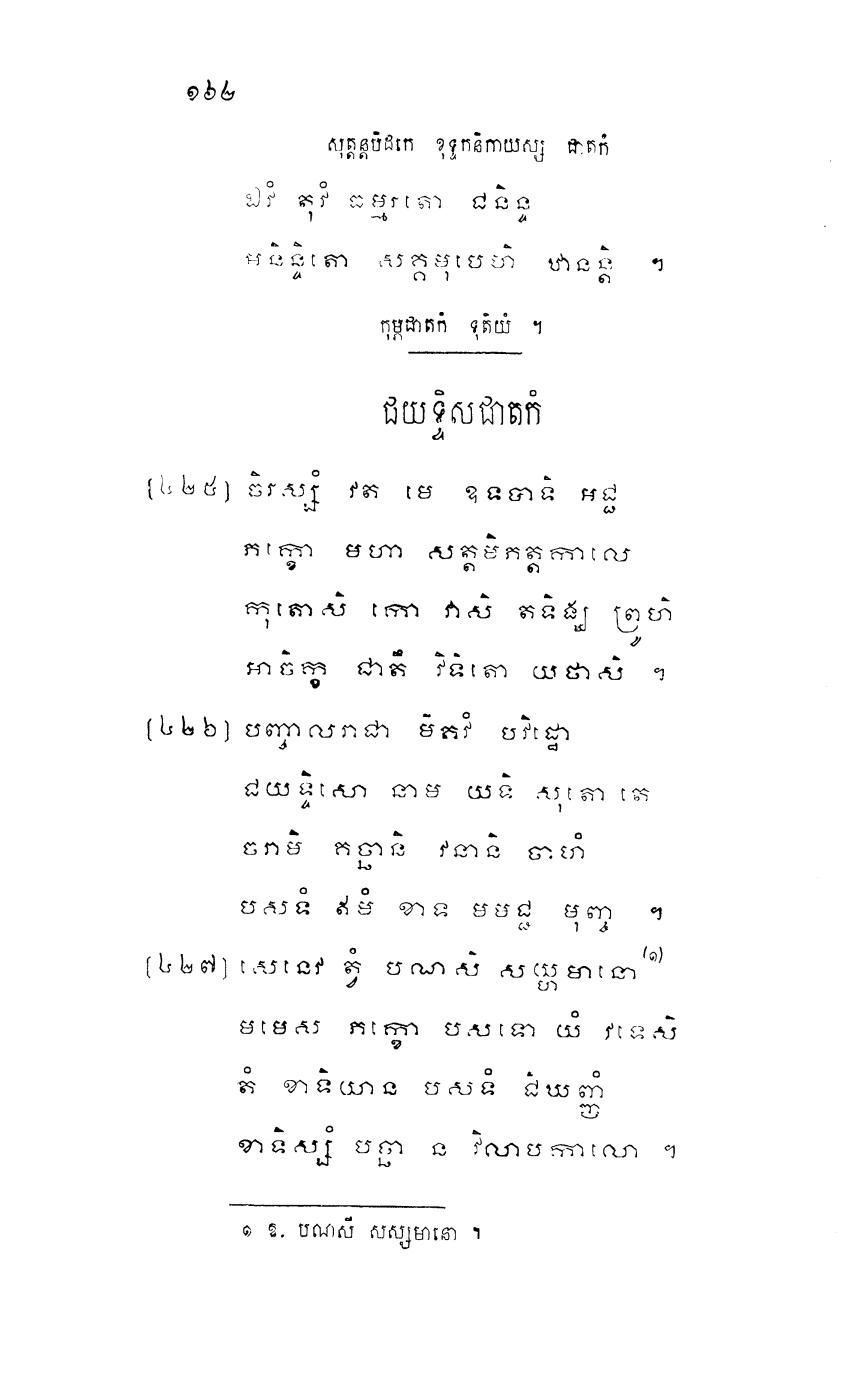 ១៦៤
សុត្តន្តបិដកេ ខុទ្ទកនិកាយស្ស ជាតកំ
ឯវំ តុវំ ធម្មរតោ ជនិន្ទ
អនិន្ទិតោ សគ្គមុបេហិ ឋានន្តិ ។
កុម្ភជាតកំ ទុតិយំ ។
ជយទ្ទិសជាតកំ
(៤២៥) ចិរស្សំ វត មេ ឧទបាទិ អជ្ជ
ភក្ខោ មហា សត្តមិភត្តកាលេ
កុតោសិ កោ វាសិ តទិង្ឃ ព្រូហិ
អាចិក្ខ ជាតឹ វិទិតោ យថាសិ ។
(៤២៦) បញ្ចាលរាជា មិគវំ បវិដ្ឋោ
ជយទ្ទិសោ នាម យទិ សុតោ តេ
ចរាមិ កច្ឆានិ វនានិ ចាហំ
បសទំ ឥមំ ខាទ មមជ្ជ មុញ្ច ។
(៤២៧) សេនេវ ត្វំ បណសិ សយ្ហមានោ(១)
មមេស ភក្ខោ បសទោ យំ វទេសិ
តំ ខាទិយាន បសទំ ជិឃញ្ញំ
ខាទិស្សំ បច្ឆា ន វិលាបកាលោ ។
១ ឱ. បណសី សស្សមានោ ។